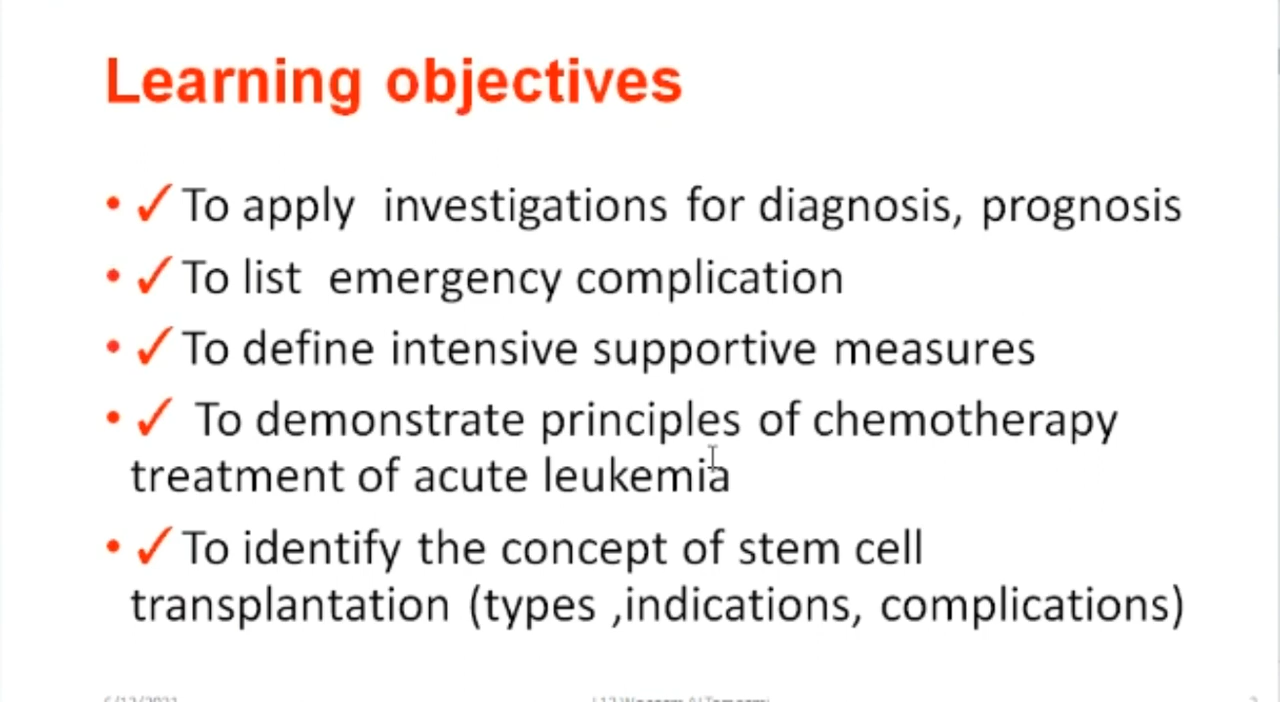 Learning objectives
• ✓To apply investigations for diagnosis, prognosis
• ✓To list emergency complication
• ✓To define intensive supportive measures
• ✓ To demonstrate principles of chemotherapy
treatment of acute leukemia
• ✓To identify the concept of stem cell
transplantation (types ,indications, complications)